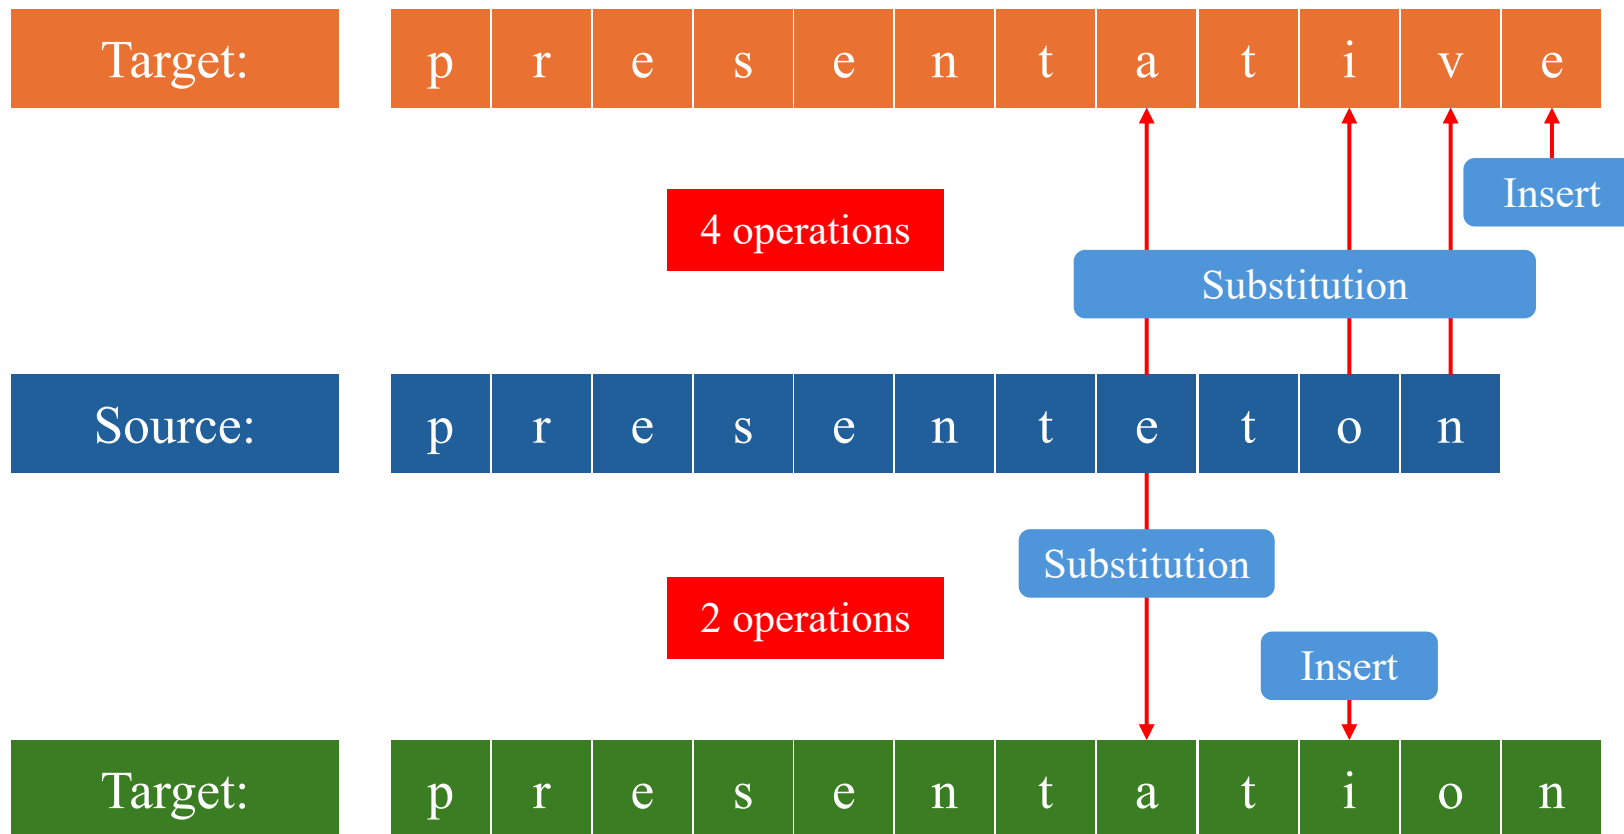 Target: p r e s e n t a t i v e
Insert
4 operations
Substitution
Source: p r e s e n t e t o n
Substitution
2 operations
Insert
Target: p r e s e n t a t i o n